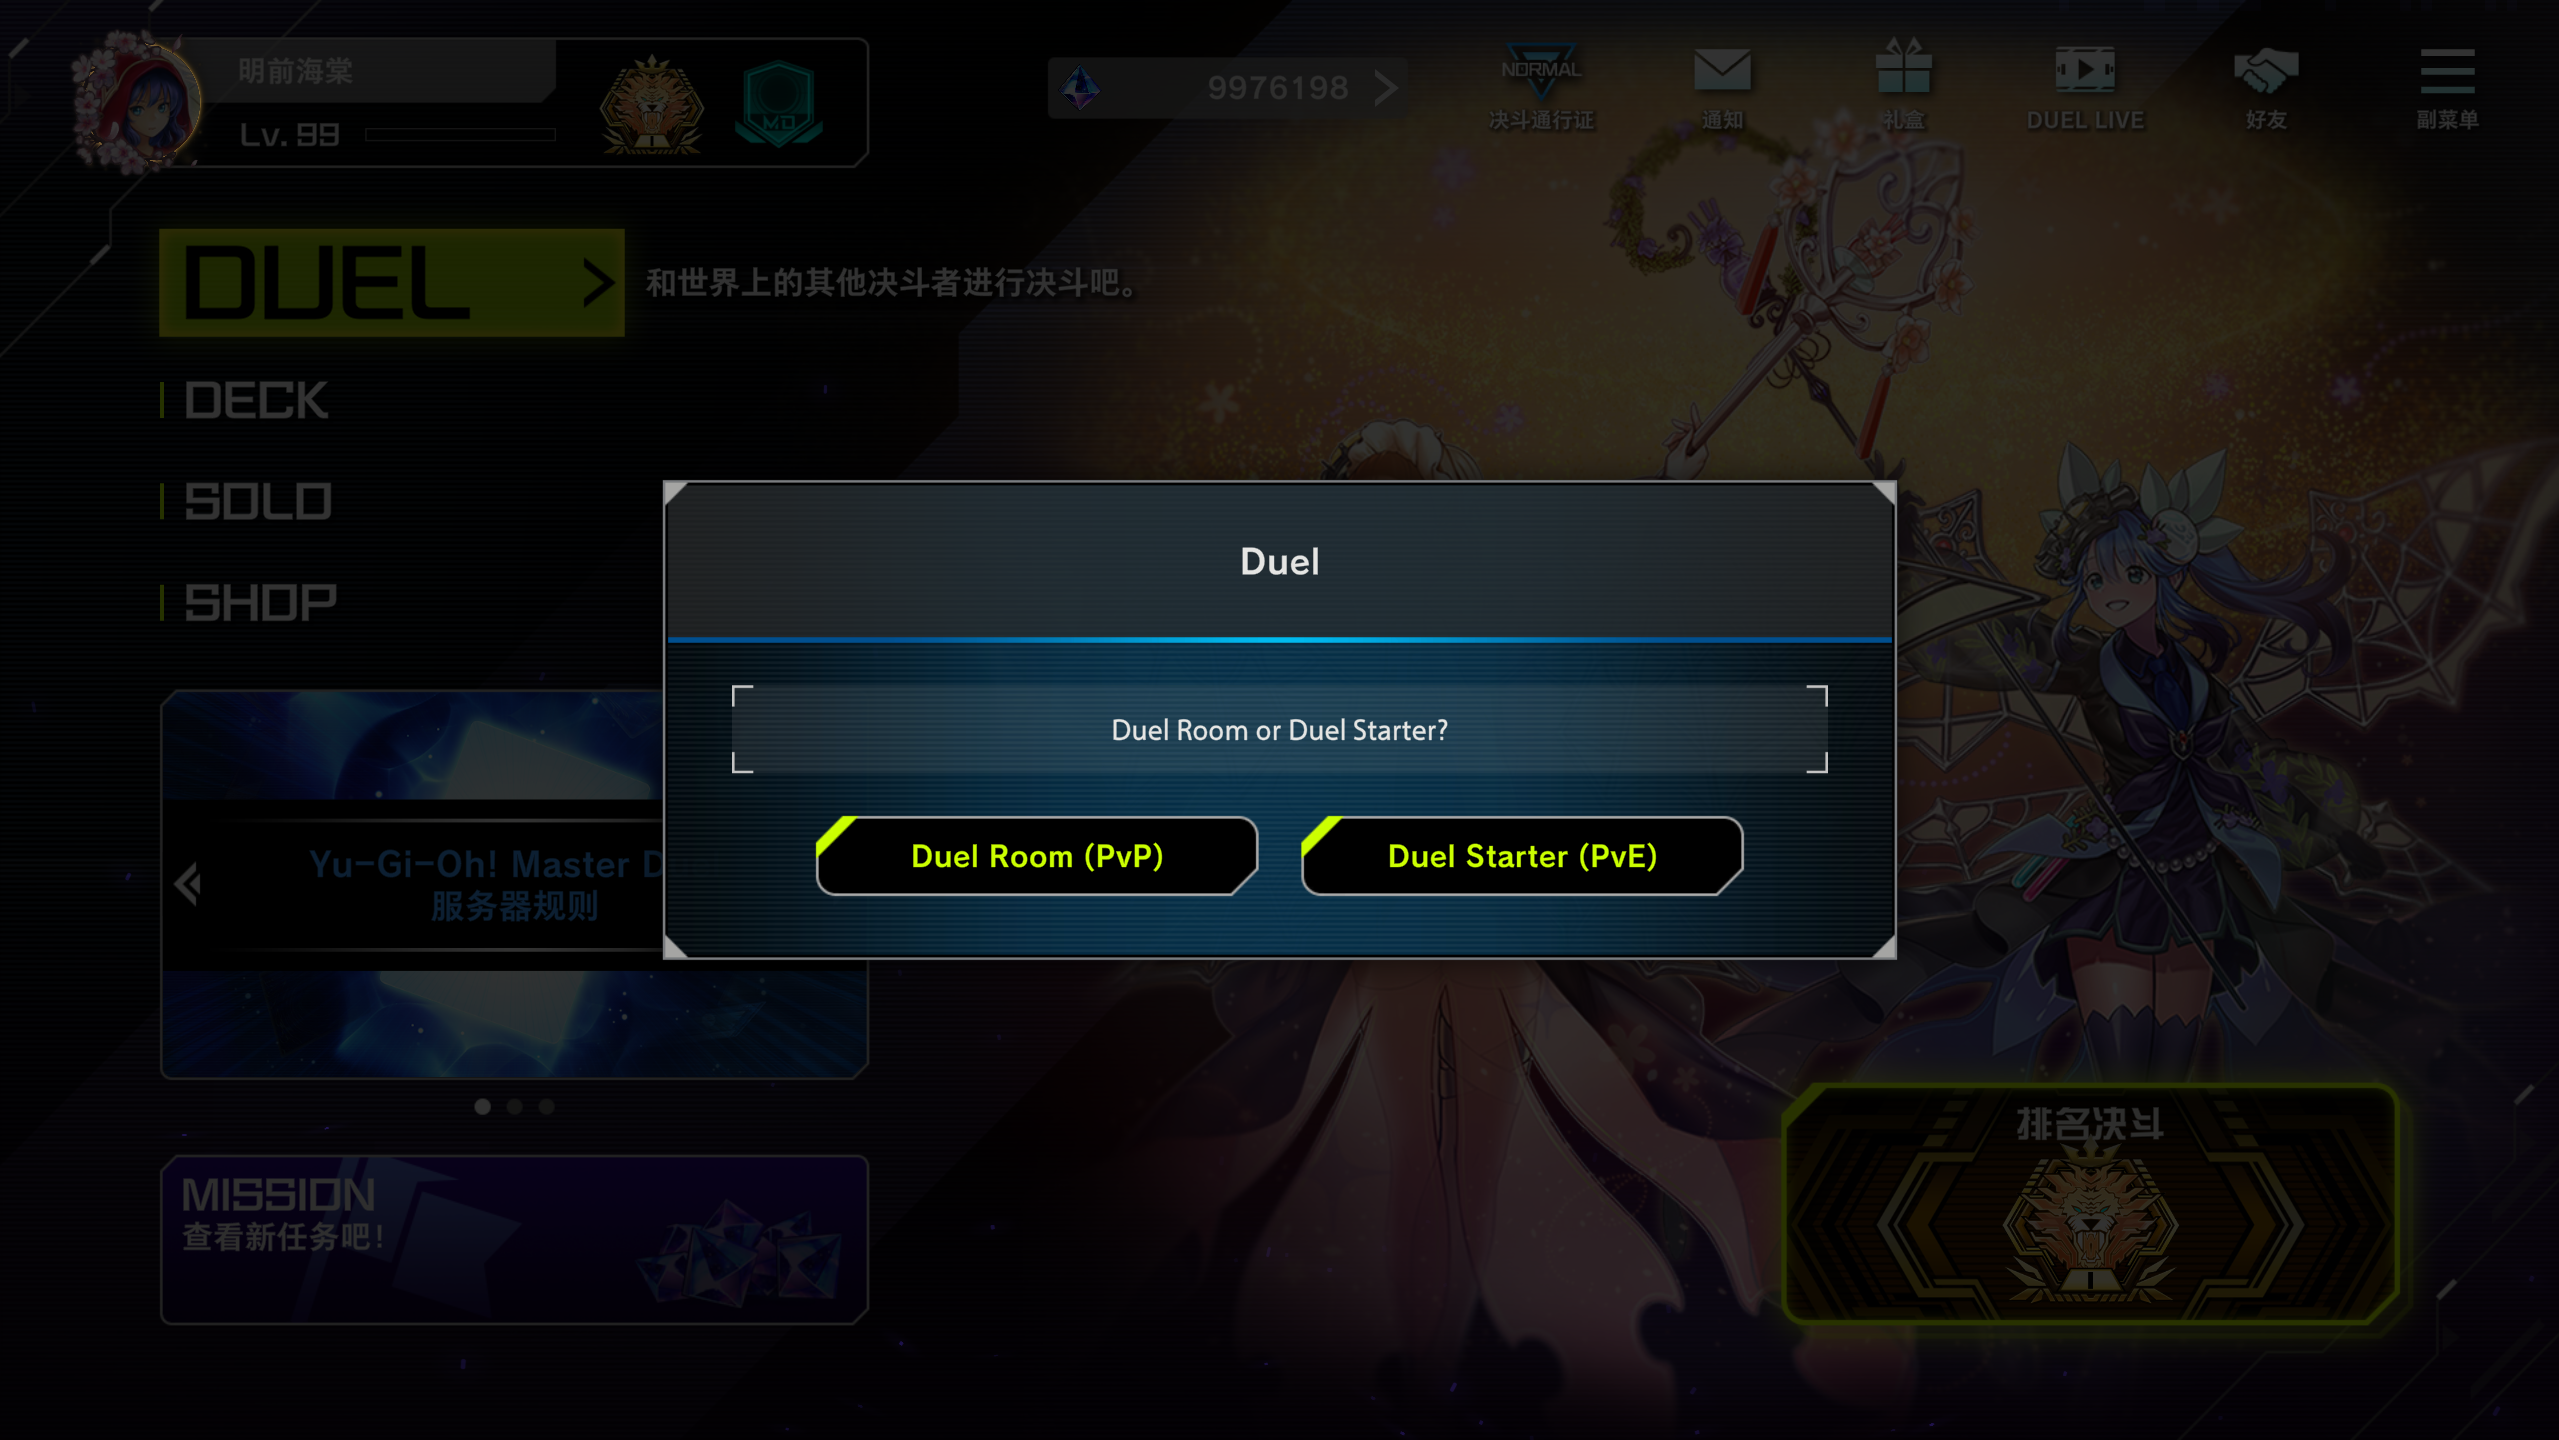 明前海棠
Lv. 99
I
MD
9976198
NORMAL
决斗通行证
通知
礼盒
DUEL LIVE
好友
副菜单
DUEL
和世界上的其他决斗者进行决斗吧。
DECK
SOLO
SHOP
Duel
Duel Room or Duel Starter?
Duel Room (PvP)
Duel Starter (PvE)
Yu-Gi-Oh! Master D
服务器规则
MISSION
查看新任务吧！
排名决斗
I